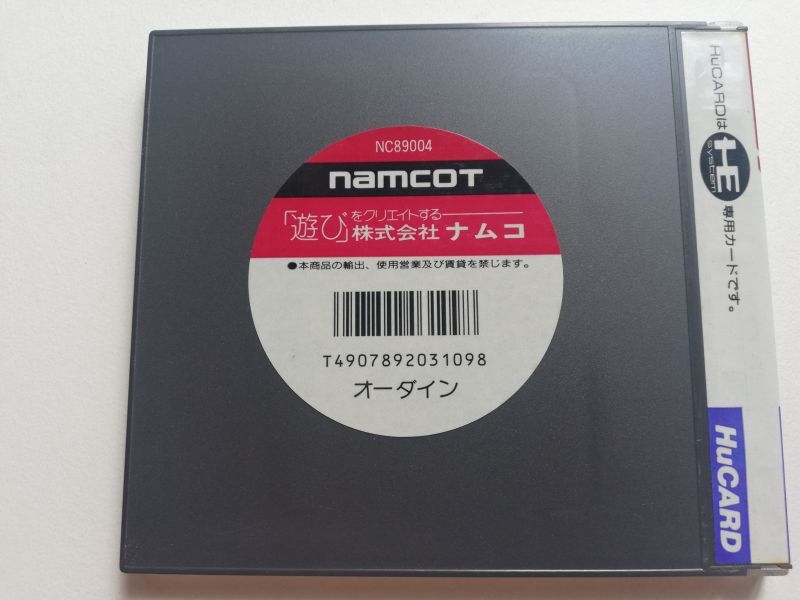 NC89004
namcot
「遊び」をクリエイトする
株式会社ナムコ
●本商品の輸出、使用営業及び賃貸を禁じます。
T4907892031098
オーダイン
HuCARDは
HE
system
専用カードです。
HuCARD